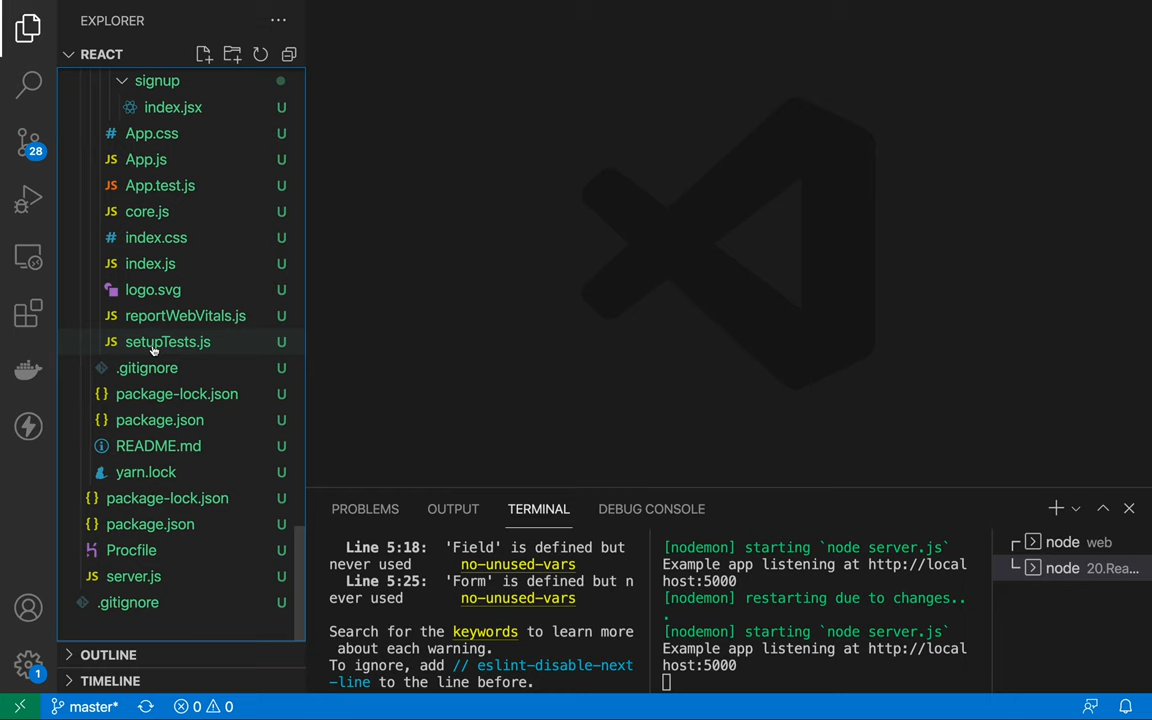 EXPLORER
REACT
signup
index.jsx U
# App.css U
JS App.js U
JS App.test.js U
JS core.js U
# index.css U
JS index.js U
logo.svg U
JS reportWebVitals.js U
JS setupTests.js U
.gitignore U
{} package-lock.json U
{} package.json U
README.md U
yarn.lock U
{} package-lock.json U
{} package.json U
Procfile U
JS server.js U
.gitignore U
OUTLINE
TIMELINE
28
1
PROBLEMS OUTPUT TERMINAL DEBUG CONSOLE
Line 5:18: 'Field' is defined but
never used no-unused-vars
Line 5:25: 'Form' is defined but n
ever used no-unused-vars
Search for the keywords to learn more
about each warning.
To ignore, add // eslint-disable-next
-line to the line before.
[nodemon] starting `node server.js`
Example app listening at http://local
host:5000
[nodemon] restarting due to changes..
.
[nodemon] starting `node server.js`
Example app listening at http://local
host:5000
node web
node 20.Rea...
master* 0 0